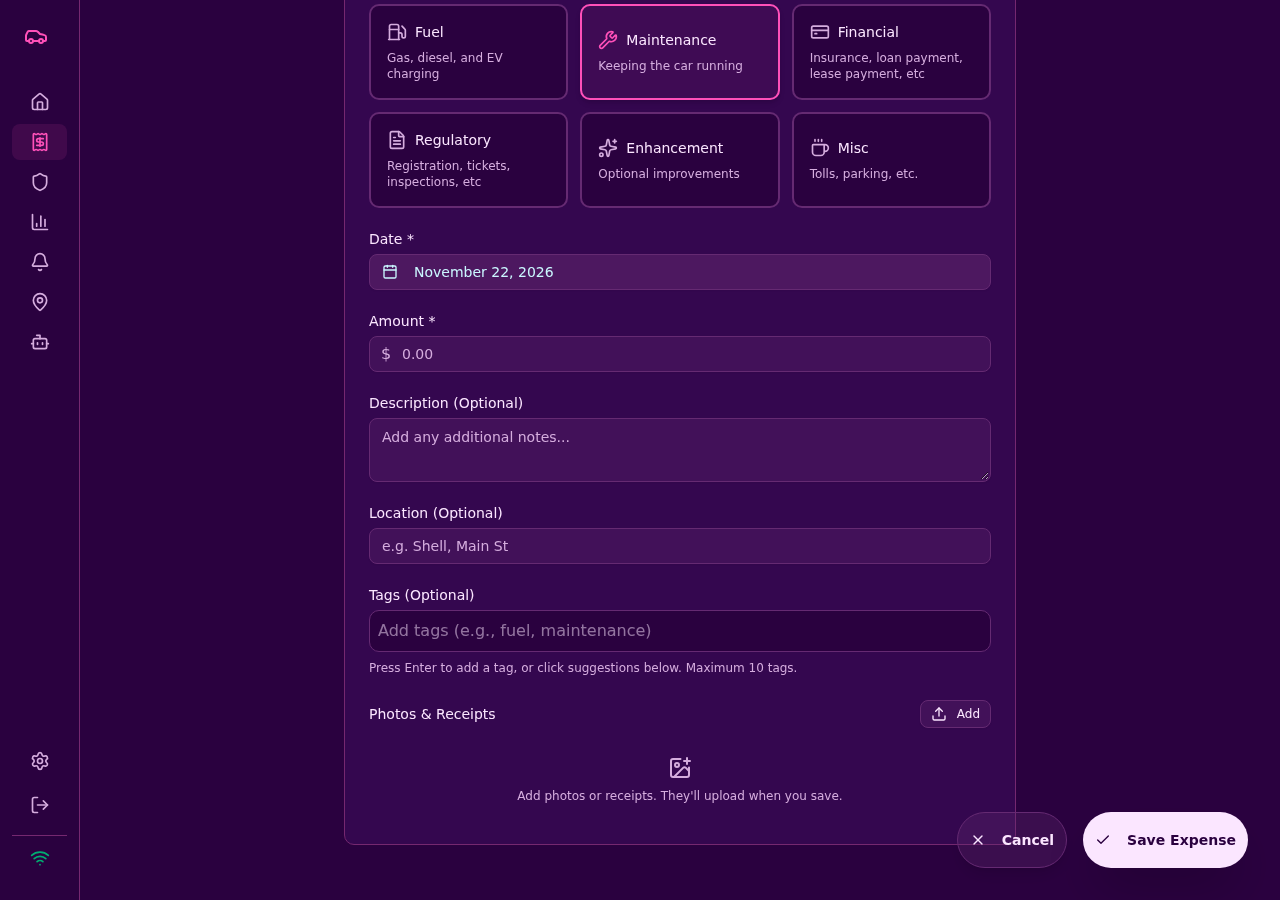 Fuel
Gas, diesel, and EV
charging
Maintenance
Keeping the car running
Financial
Insurance, loan payment,
lease payment, etc
Regulatory
Registration, tickets,
inspections, etc
Enhancement
Optional improvements
Misc
Tolls, parking, etc.
Date *
November 22, 2026
Amount *
$ 0.00
Description (Optional)
Add any additional notes...
Location (Optional)
e.g. Shell, Main St
Tags (Optional)
Add tags (e.g., fuel, maintenance)
Press Enter to add a tag, or click suggestions below. Maximum 10 tags.
Photos & Receipts
Add
Add photos or receipts. They'll upload when you save.
Cancel
Save Expense